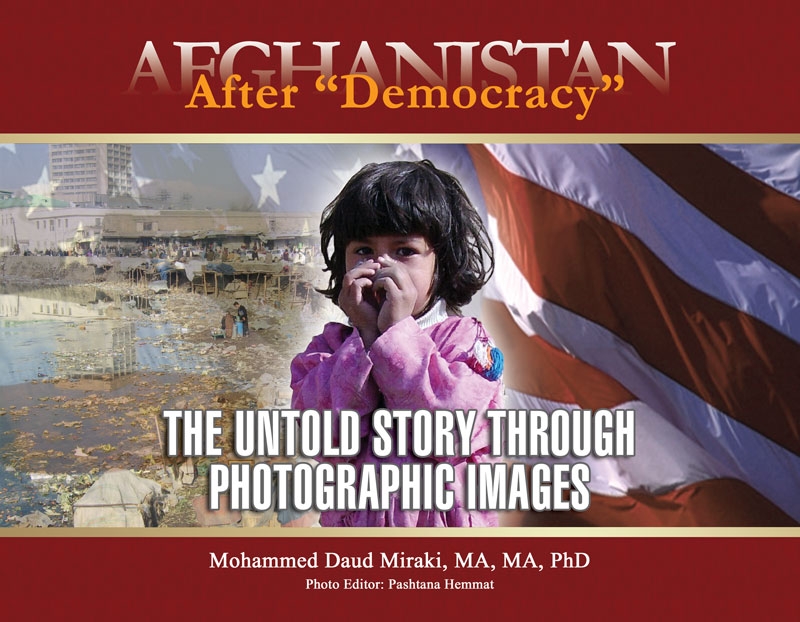 AFGHANISTAN
After “Democracy”
THE UNTOLD STORY THROUGH
PHOTOGRAPHIC IMAGES
Mohammed Daud Miraki, MA, MA, PhD
Photo Editor: Pashtana Hemmat